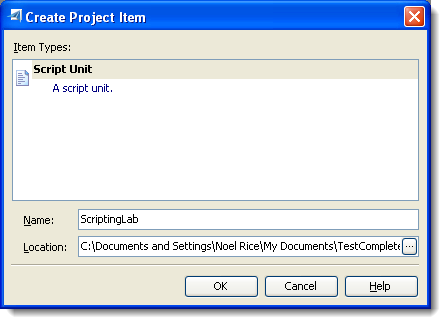 Create Project Item
Item Types:
Script Unit
A script unit.
Name: ScriptingLab
Location: C:\Documents and Settings\Noel Rice\My Documents\TestComplete ...
OK Cancel Help